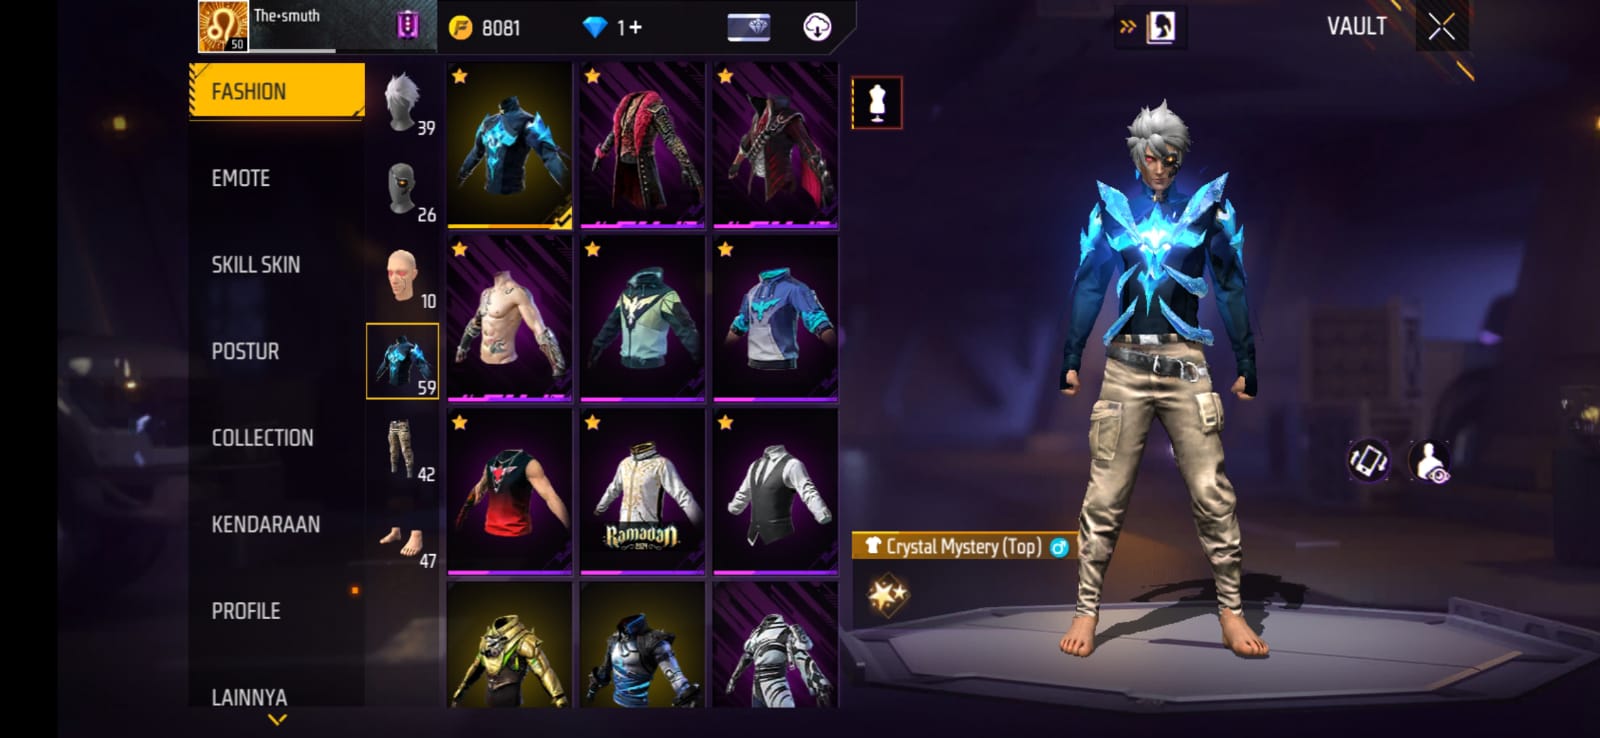 The•smuth
50
8081
1+
VAULT
FASHION
EMOTE
SKILL SKIN
POSTUR
COLLECTION
KENDARAAN
PROFILE
LAINNYA
39
26
10
59
42
47
Ramadan
2024
Crystal Mystery (Top)